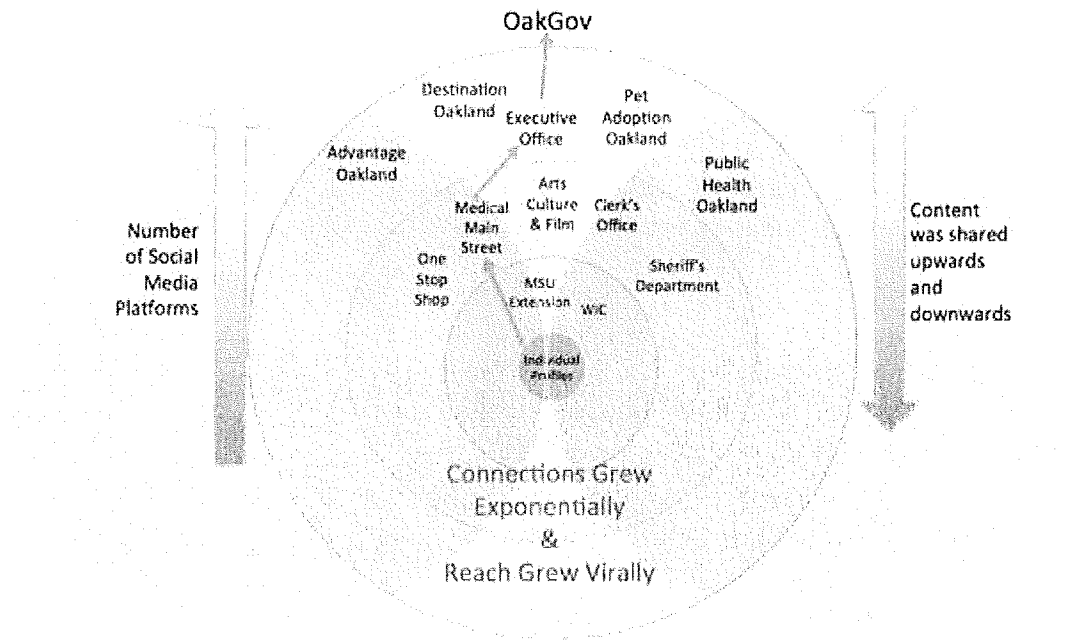 OakGov
Destination
Oakland
Executive
Office
Pet
Adoption
Oakland
Advantage
Oakland
Public
Health
Oakland
Arts
Culture
& Film
Clerk's
Office
Medical
Main
Street
One
Stop
Shop
Sheriff's
Department
MSU
Extension
WIC
Individual
Profiles
Number
of Social
Media
Platforms
Content
was shared
upwards
and
downwards
Connections Grew
Exponentially
&
Reach Grew Virally